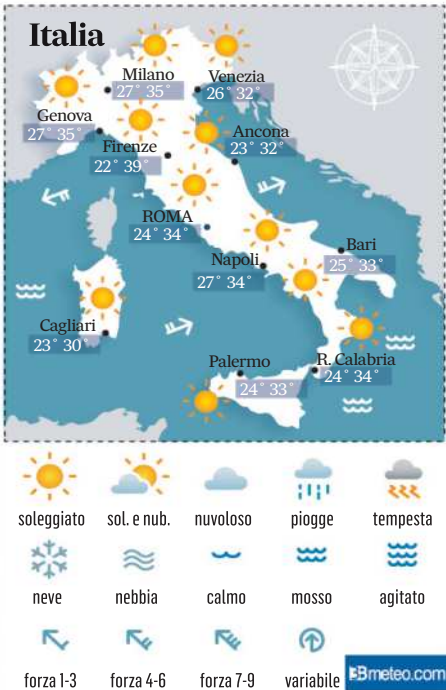 Italia
Milano
27° 35°
Venezia
26° 32°
Genova
27° 35°
Ancona
23° 32°
Firenze
22° 39°
ROMA
24° 34°
Bari
25° 33°
Napoli
27° 34°
Cagliari
23° 30°
Palermo
24° 33°
R. Calabria
24° 34°
soleggiato sol. e nub. nuvoloso piogge tempesta
neve nebbia calmo mosso agitato
forza 1-3 forza 4-6 forza 7-9 variabile
3Bmeteo.com